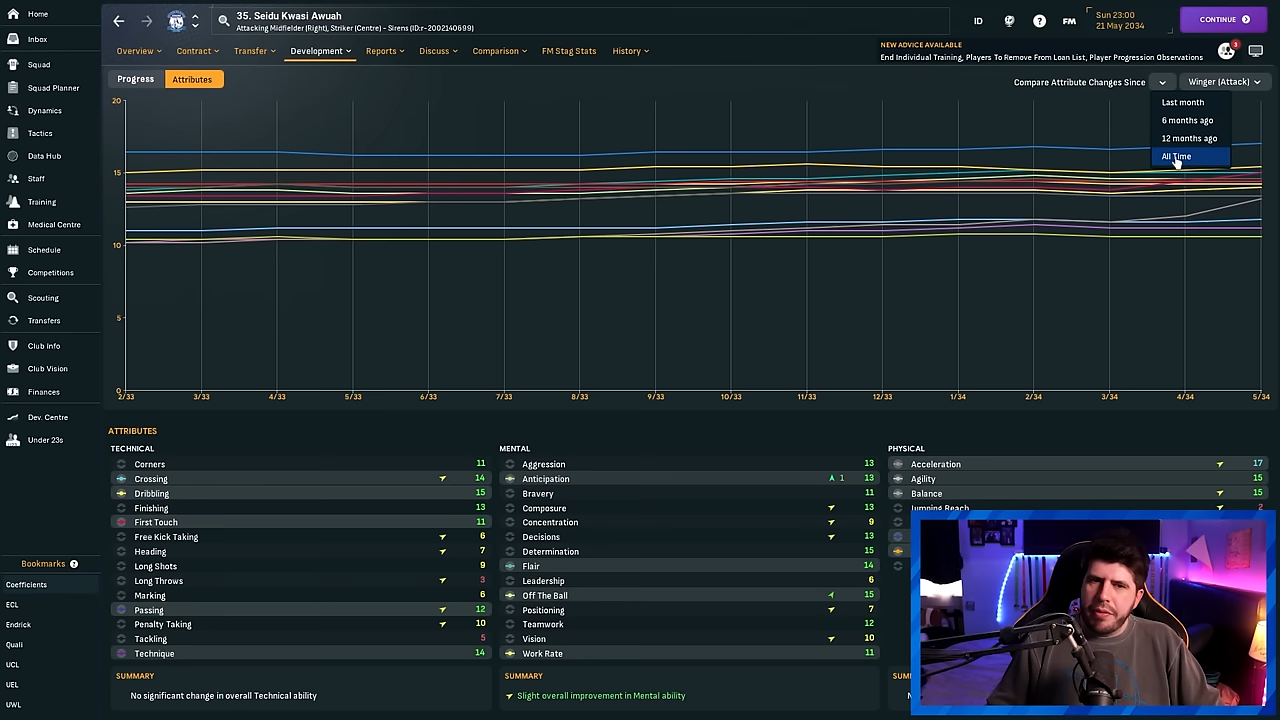 Home
Inbox
Squad
Squad Planner
Dynamics
Tactics
Data Hub
Staff
Training
Medical Centre
Schedule
Competitions
Scouting
Transfers
Club Info
Club Vision
Finances
Dev. Centre
Under 23s
Bookmarks ?
Coefficients
ECL
Endrick
Quali
UCL
UEL
UWL
35. Seidu Kwasi Awuah
Attacking Midfielder (Right), Striker (Centre) - Sirens (ID:r-2002140699)
ID
?
FM
Sun 23:00
21 May 2034
CONTINUE
Overview
Contract
Transfer
Development
Reports
Discuss
Comparison
FM Stag Stats
History
NEW ADVICE AVAILABLE
End Individual Training, Players To Remove From Loan List, Player Progression Observations
3
Progress
Attributes
Compare Attribute Changes Since
Winger (Attack)
Last month
6 months ago
12 months ago
All Time
20
15
10
5
0
2/33 3/33 4/33 5/33 6/33 7/33 8/33 9/33 10/33 11/33 12/33 1/34 2/34 3/34 4/34 5/34
ATTRIBUTES
TECHNICAL
Corners 11
Crossing 14
Dribbling 15
Finishing 13
First Touch 11
Free Kick Taking 6
Heading 7
Long Shots 9
Long Throws 3
Marking 6
Passing 12
Penalty Taking 10
Tackling 5
Technique 14
SUMMARY
No significant change in overall Technical ability
MENTAL
Aggression 13
Anticipation 1 13
Bravery 11
Composure 13
Concentration 9
Decisions 13
Determination 15
Flair 14
Leadership 6
Off The Ball 15
Positioning 7
Teamwork 12
Vision 10
Work Rate 11
SUMMARY
Slight overall improvement in Mental ability
PHYSICAL
Acceleration 17
Agility 15
Balance 15
Jumping Reach 2